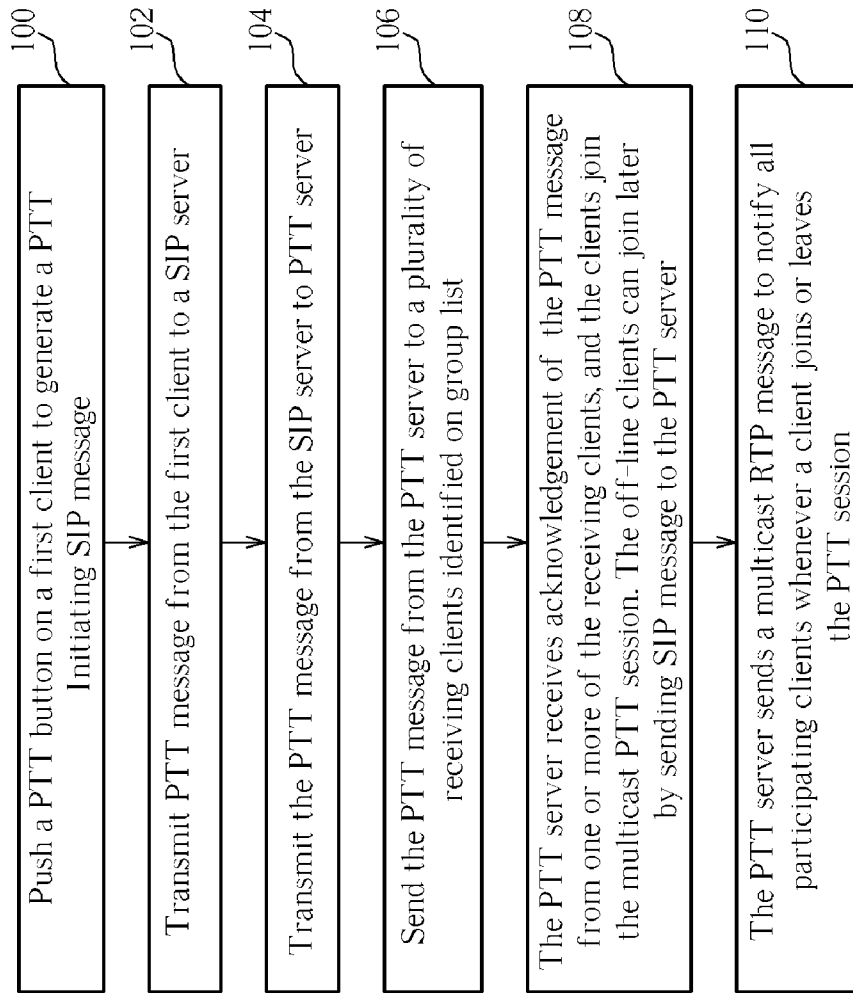 Push a PTT button on a first client to generate a PTT
Initiating SIP message
100
Transmit PTT message from the first client to a SIP server
102
Transmit the PTT message from the SIP server to PTT server
104
Send the PTT message from the PTT server to a plurality of
receiving clients identified on group list
106
The PTT server receives acknowledgement of the PTT message
from one or more of the receiving clients, and the clients join
the multicast PTT session. The off-line clients can join later
by sending SIP message to the PTT server
108
The PTT server sends a multicast RTP message to notify all
participating clients whenever a client joins or leaves
the PTT session
110